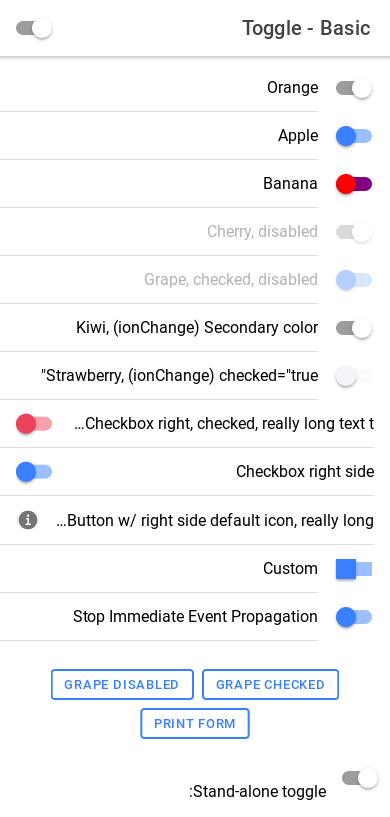 Toggle - Basic
Orange
Apple
Banana
Cherry, disabled
Grape, checked, disabled
Kiwi, (ionChange) Secondary color
"Strawberry, (ionChange) checked="true
...Checkbox right, checked, really long text t
Checkbox right side
...Button w/ right side default icon, really long
Custom
Stop Immediate Event Propagation
GRAPE DISABLED GRAPE CHECKED
PRINT FORM
:Stand-alone toggle